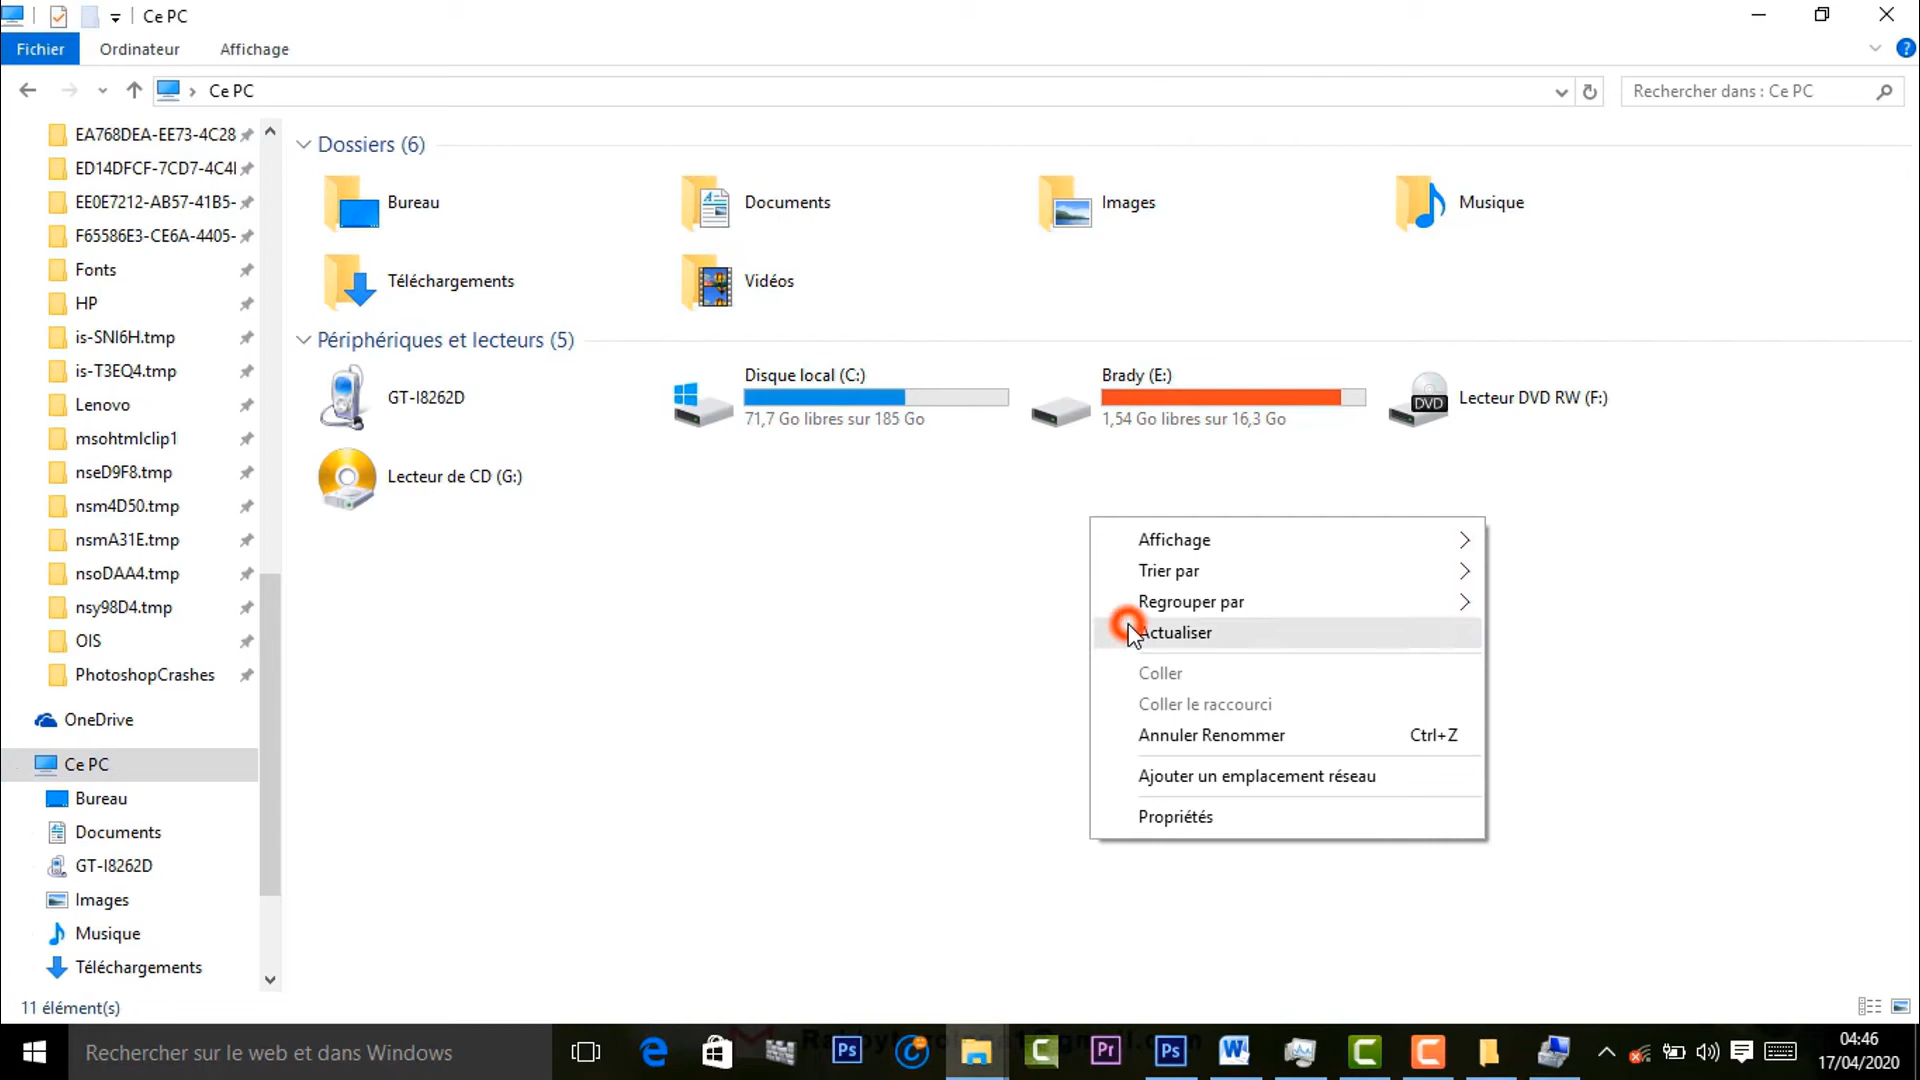 Ce PC
Fichier
Ordinateur
Affichage
Ce PC
Rechercher dans : Ce PC
EA768DEA-EE73-4C28
ED14DFCF-7CD7-4C4
EE0E7212-AB57-41B5-
F65586E3-CE6A-4405-
Fonts
HP
is-SNI6H.tmp
is-T3EQ4.tmp
Lenovo
msohtmlclip1
nseD9F8.tmp
nsm4D50.tmp
nsmA31E.tmp
nsoDAA4.tmp
nsy98D4.tmp
OIS
PhotoshopCrashes
OneDrive
Ce PC
Bureau
Documents
GT-I8262D
Images
Musique
Téléchargements
Dossiers (6)
Bureau
Documents
Images
Musique
Téléchargements
Vidéos
Périphériques et lecteurs (5)
GT-I8262D
Disque local (C:)
71,7 Go libres sur 185 Go
Brady (E:)
1,54 Go libres sur 16,3 Go
DVD
Lecteur DVD RW (F:)
Lecteur de CD (G:)
Affichage
Trier par
Regrouper par
Actualiser
Coller
Coller le raccourci
Annuler Renommer Ctrl+Z
Ajouter un emplacement réseau
Propriétés
11 élément(s)
Rechercher sur le web et dans Windows
Ps
Pr
Ps
04:46
17/04/2020